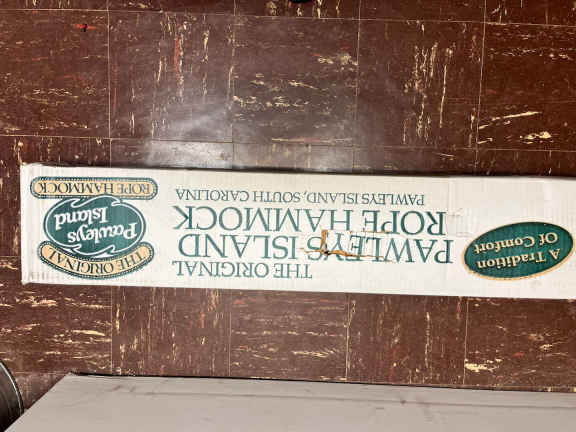 A Tradition
Of Comfort
THE ORIGINAL
PAWLEYS ISLAND
ROPE HAMMOCK
PAWLEYS ISLAND, SOUTH CAROLINA
THE ORIGINAL
Pawleys
Island
ROPE HAMMOCK